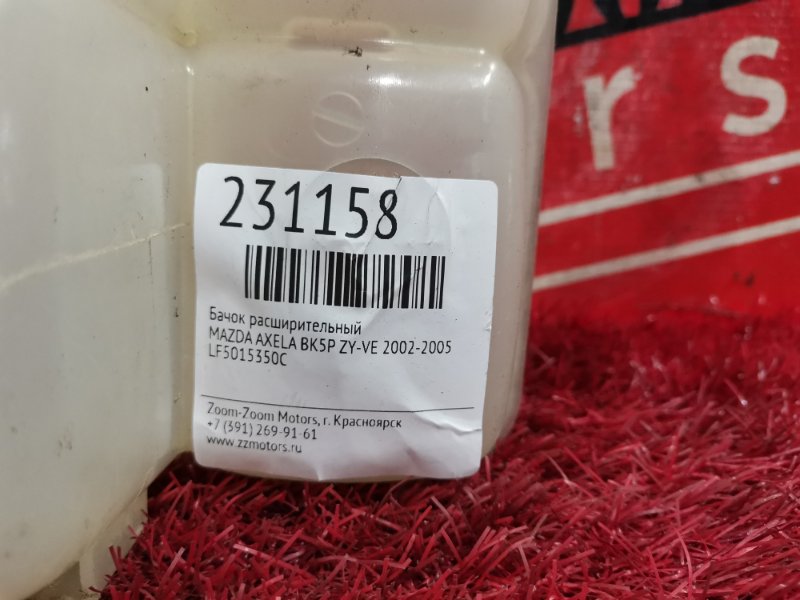 231158
Бачок расширительный
MAZDA AXELA BK5P ZY-VE 2002-2005
LF5015350C
Zoom-Zoom Motors, г. Красноярск
+7 (391) 269-91-61
www.zzmotors.ru
rs